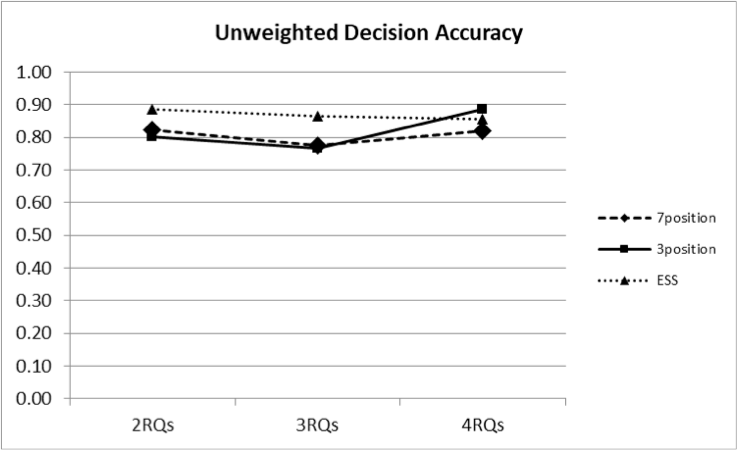 Unweighted Decision Accuracy
1.00
0.90
0.80
0.70
0.60
0.50
0.40
0.30
0.20
0.10
0.00
2RQs 3RQs 4RQs
7position
3position
ESS